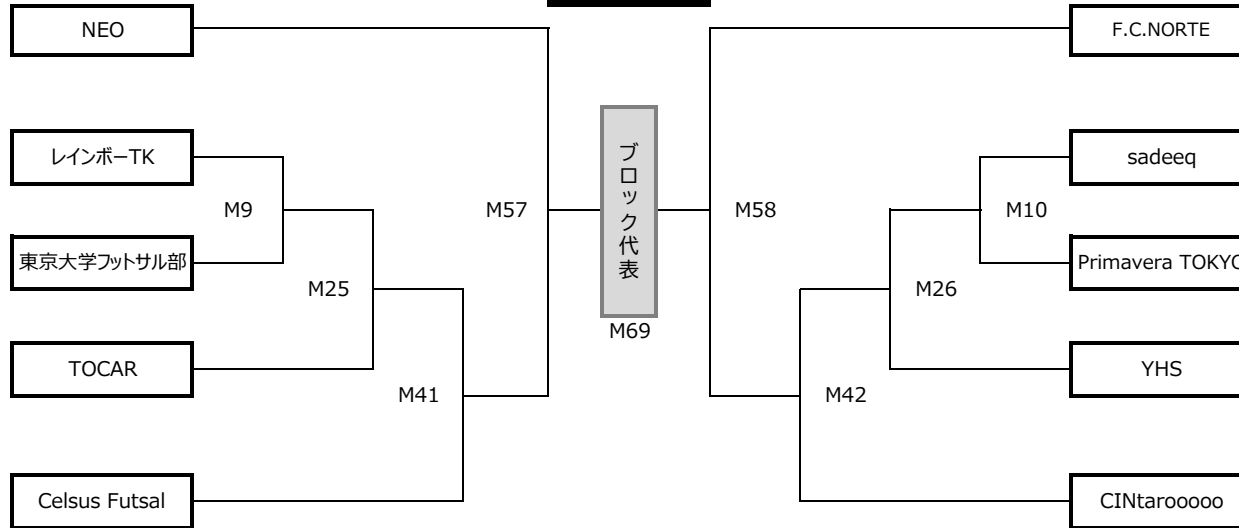 NEO
F.C.NORTE
レインボーTK
sadeeq
ブロック代表
M9
M57
M58
M10
東京大学フットサル部
Primavera TOKYO
M25
M26
M69
TOCAR
YHS
M41
M42
Celsus Futsal
CINtarooooo